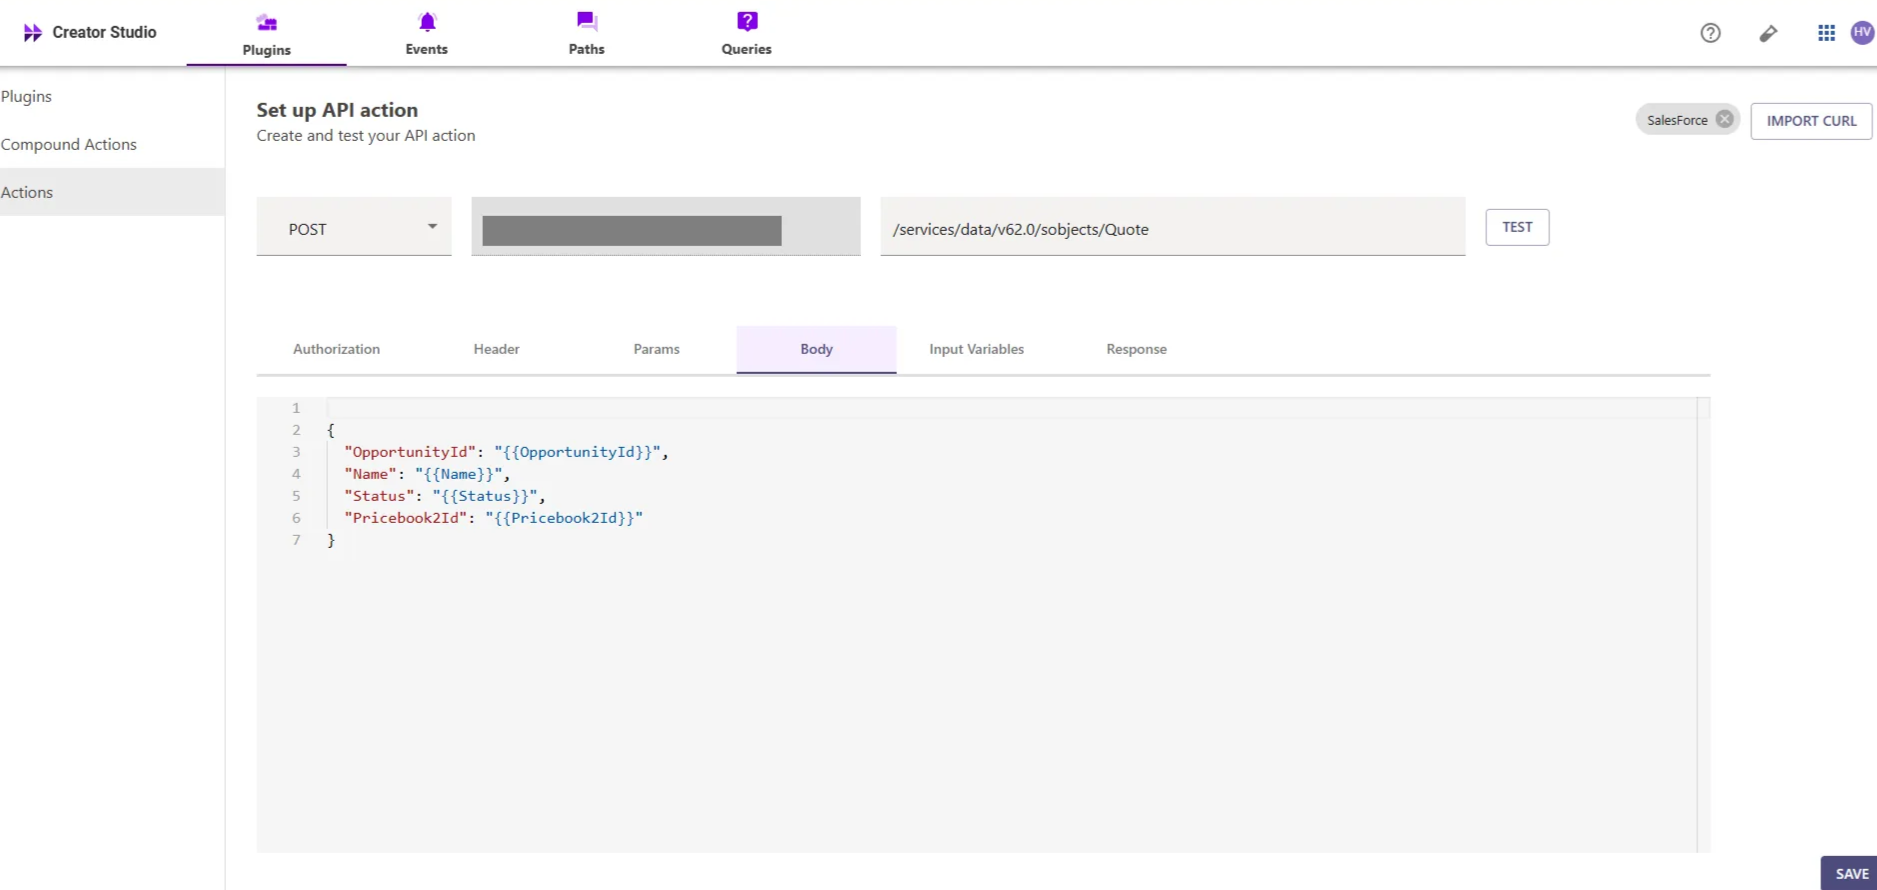 Creator Studio
Plugins
Events
Paths
Queries
HV
Plugins
Compound Actions
Actions
Set up API action
Create and test your API action
SalesForce
IMPORT CURL
POST
/services/data/v62.0/sobjects/Quote
TEST
Authorization
Header
Params
Body
Input Variables
Response
1
2 {
3 "OpportunityId": "{{OpportunityId}}",
4 "Name": "{{Name}}",
5 "Status": "{{Status}}",
6 "Pricebook2Id": "{{Pricebook2Id}}"
7 }
SAVE